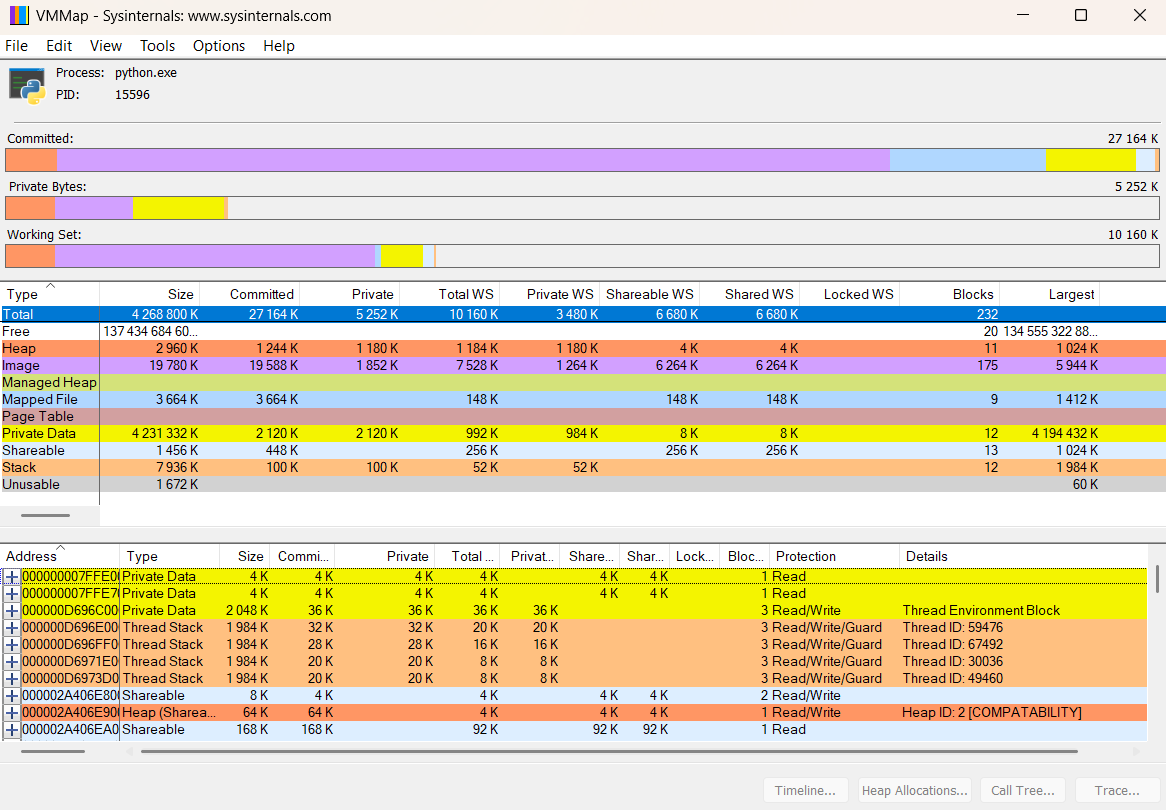 VMMap - Sysinternals: www.sysinternals.com
File Edit View Tools Options Help
Process: python.exe
PID: 15596
Committed: 27 164 K
Private Bytes: 5 252 K
Working Set: 10 160 K
Type Size Committed Private Total WS Private WS Shareable WS Shared WS Locked WS Blocks Largest
Total 4 268 800 K 27 164 K 5 252 K 10 160 K 3 480 K 6 680 K 6 680 K 232
Free 137 434 684 60... 20 134 555 322 88...
Heap 2 960 K 1 244 K 1 180 K 1 184 K 1 180 K 4 K 4 K 11 1 024 K
Image 19 780 K 19 588 K 1 852 K 7 528 K 1 264 K 6 264 K 6 264 K 175 5 944 K
Managed Heap
Mapped File 3 664 K 3 664 K 148 K 148 K 148 K 9 1 412 K
Page Table
Private Data 4 231 332 K 2 120 K 2 120 K 992 K 984 K 8 K 8 K 12 4 194 432 K
Shareable 1 456 K 448 K 256 K 256 K 256 K 13 1 024 K
Stack 7 936 K 100 K 100 K 52 K 52 K 12 1 984 K
Unusable 1 672 K 60 K
Address Type Size Commi... Private Total ... Privat... Share... Shar... Lock... Bloc... Protection Details
000000007FFE0 Private Data 4 K 4 K 4 K 4 K 4 K 4 K 1 Read
000000007FFE7 Private Data 4 K 4 K 4 K 4 K 4 K 4 K 1 Read
000000D696C00 Private Data 2 048 K 36 K 36 K 36 K 36 K 3 Read/Write Thread Environment Block
000000D696E00 Thread Stack 1 984 K 32 K 32 K 20 K 20 K 3 Read/Write/Guard Thread ID: 59476
000000D696FF0 Thread Stack 1 984 K 28 K 28 K 16 K 16 K 3 Read/Write/Guard Thread ID: 67492
000000D6971E0 Thread Stack 1 984 K 20 K 20 K 8 K 8 K 3 Read/Write/Guard Thread ID: 30036
000000D6973D0 Thread Stack 1 984 K 20 K 20 K 8 K 8 K 3 Read/Write/Guard Thread ID: 49460
000002A406E80 Shareable 8 K 4 K 4 K 4 K 4 K 2 Read/Write
000002A406E90 Heap (Sharea... 64 K 64 K 4 K 4 K 4 K 1 Read/Write Heap ID: 2 [COMPATABILITY]
000002A406EA0 Shareable 168 K 168 K 92 K 92 K 92 K 1 Read
Timeline... Heap Allocations... Call Tree... Trace...